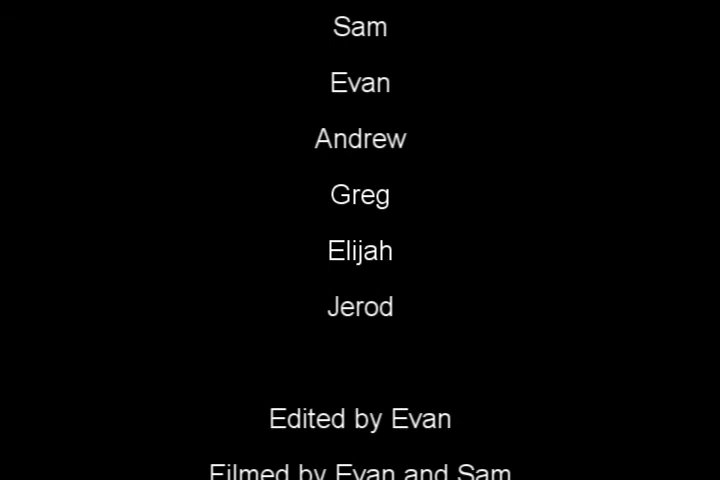 Sam
Evan
Andrew
Greg
Elijah
Jerod
Edited by Evan
Filmed by Evan and Sam